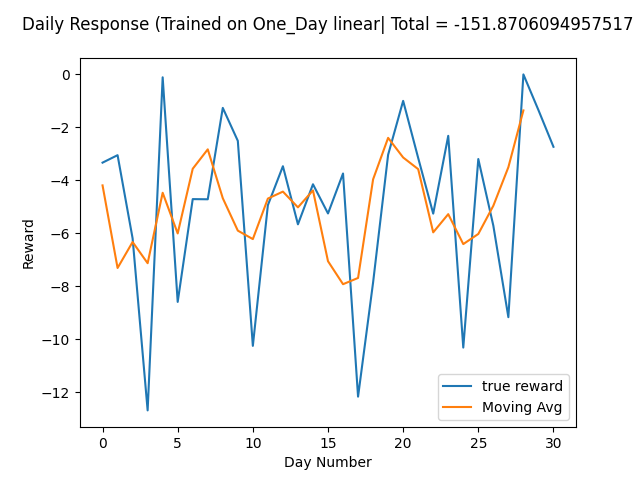 Daily Response (Trained on One_Day linear| Total = -151.8706094957517
0
−2
−4
−6
−8
−10
−12
Reward
0 5 10 15 20 25 30
Day Number
true reward
Moving Avg